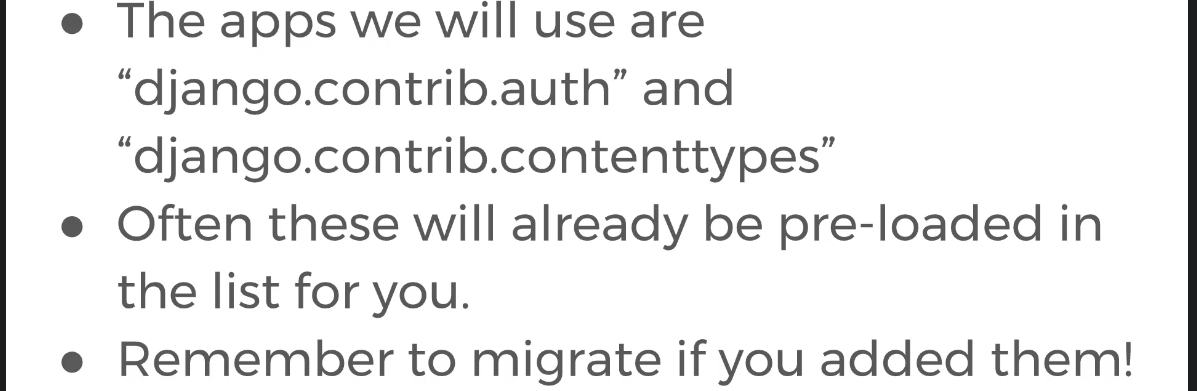 ● The apps we will use are
“django.contrib.auth” and
“django.contrib.contenttypes”
● Often these will already be pre-loaded in
the list for you.
● Remember to migrate if you added them!